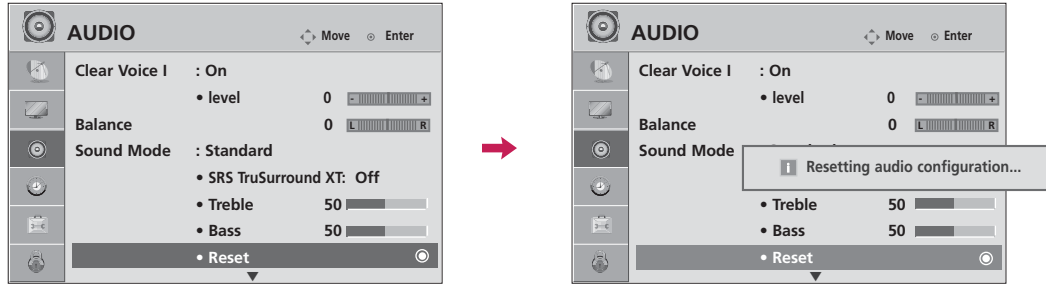 AUDIO Move Enter
Clear Voice I : On
• level 0 - +
Balance 0 L R
Sound Mode : Standard
• SRS TruSurround XT: Off
• Treble 50
• Bass 50
• Reset
AUDIO Move Enter
Clear Voice I : On
• level 0 - +
Balance 0 L R
Sound Mode
i Resetting audio configuration...
• Treble 50
• Bass 50
• Reset